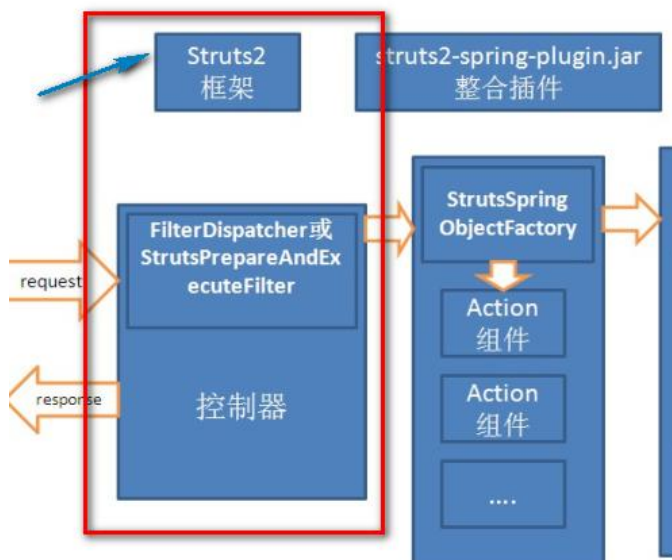 Struts2
框架
struts2-spring-plugin.jar
整合插件
FilterDispatcher或
StrutsPrepareAndEx
ecuteFilter
request
response
控制器
StrutsSpring
ObjectFactory
Action
组件
Action
组件
....